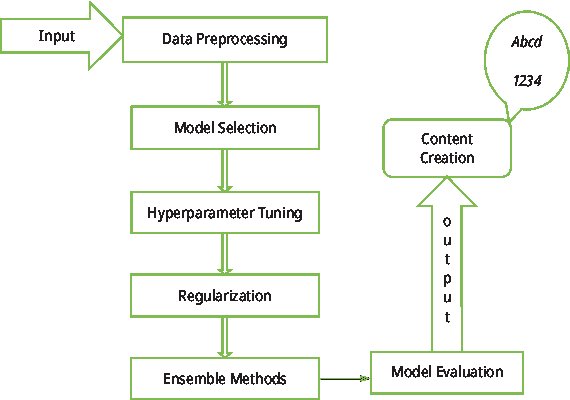 Input
Data Preprocessing
Model Selection
Hyperparameter Tuning
Regularization
Ensemble Methods
Model Evaluation
o
u
t
p
u
t
Content
Creation
Abcd
1234